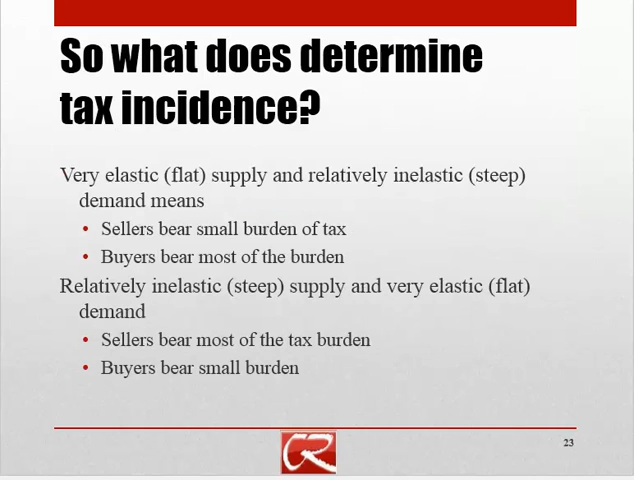 So what does determine
tax incidence?
Very elastic (flat) supply and relatively inelastic (steep)
demand means
• Sellers bear small burden of tax
• Buyers bear most of the burden
Relatively inelastic (steep) supply and very elastic (flat)
demand
• Sellers bear most of the tax burden
• Buyers bear small burden
23
CR